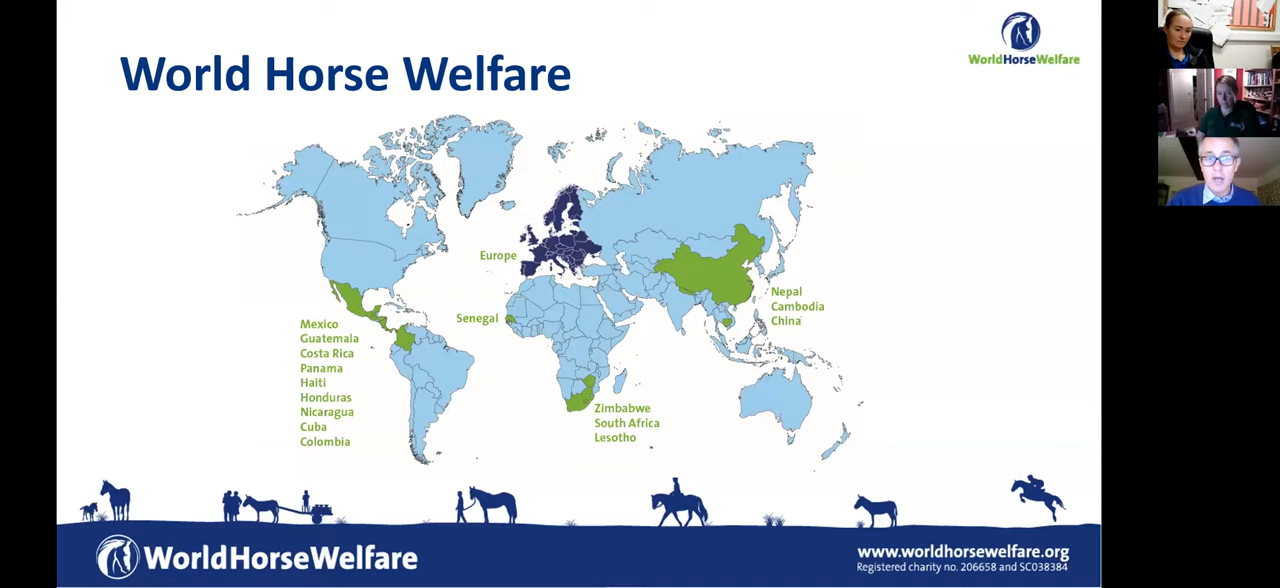 World Horse Welfare
WorldHorseWelfare
Europe
Senegal
Nepal
Cambodia
China
Mexico
Guatemala
Costa Rica
Panama
Haiti
Honduras
Nicaragua
Cuba
Colombia
Zimbabwe
South Africa
Lesotho
WorldHorseWelfare
www.worldhorsewelfare.org
Registered charity no. 206658 and SC038384